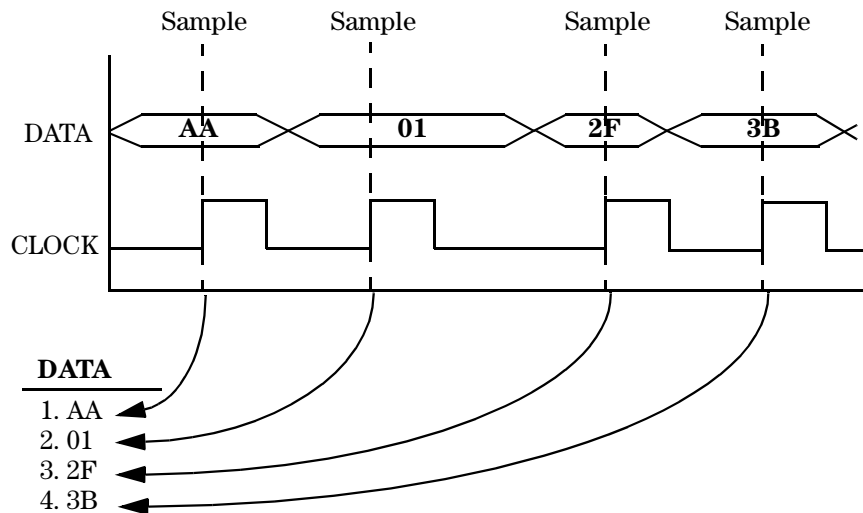 Sample Sample Sample Sample
DATA AA 01 2F 3B
CLOCK
DATA
1. AA
2. 01
3. 2F
4. 3B